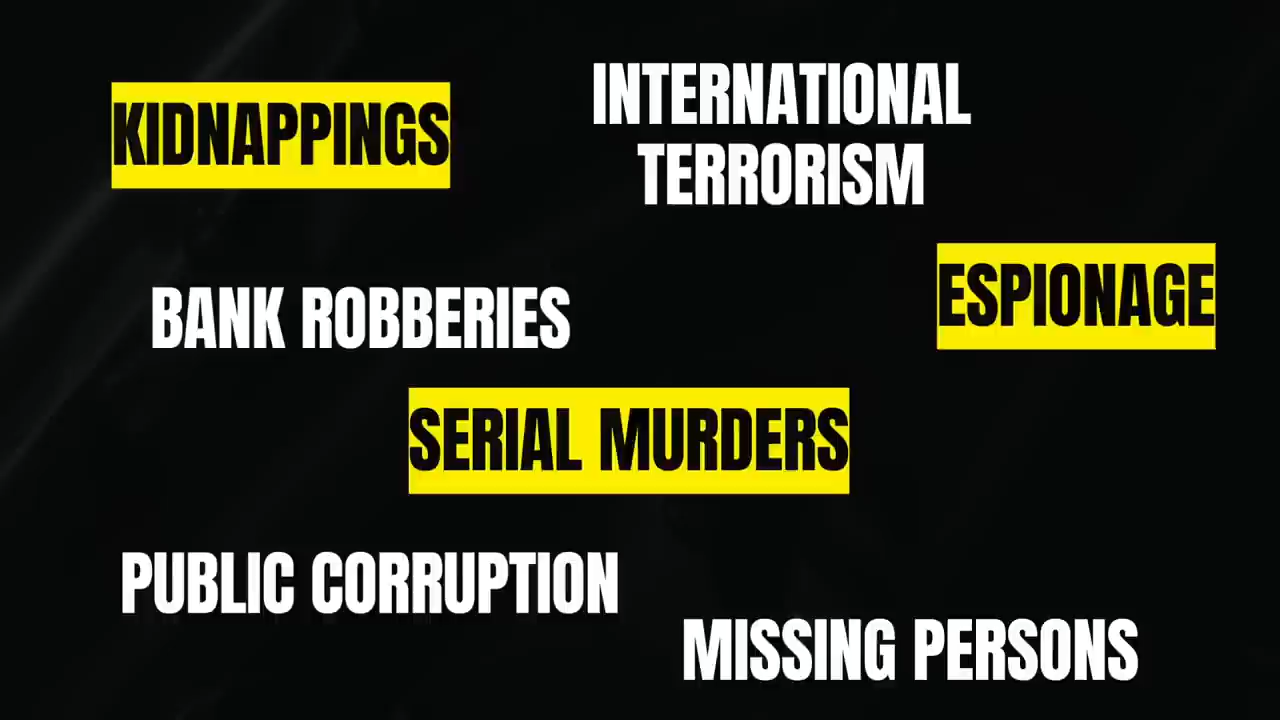 KIDNAPPINGS
INTERNATIONAL
TERRORISM
ESPIONAGE
BANK ROBBERIES
SERIAL MURDERS
PUBLIC CORRUPTION
MISSING PERSONS